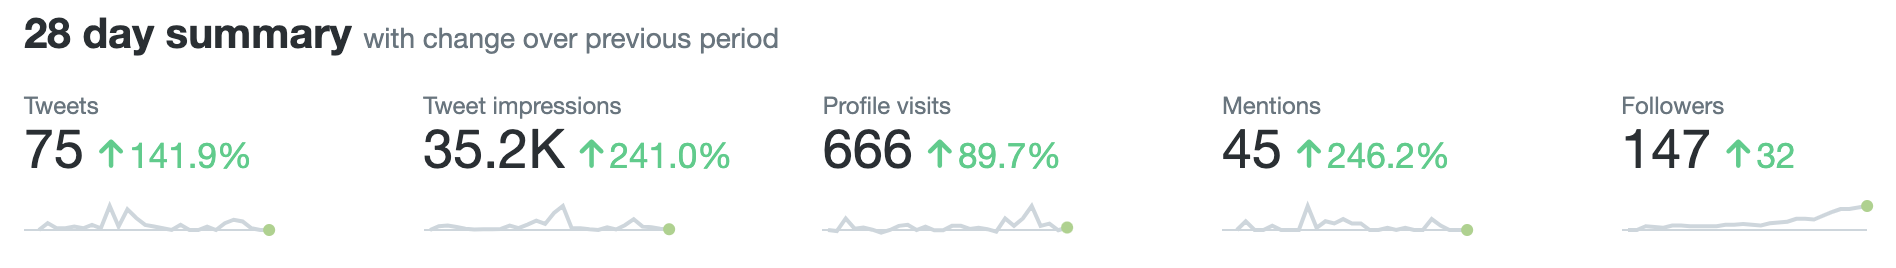 28 day summary with change over previous period
Tweets
75 ↑141.9%
Tweet impressions
35.2K ↑241.0%
Profile visits
666 ↑89.7%
Mentions
45 ↑246.2%
Followers
147 ↑32